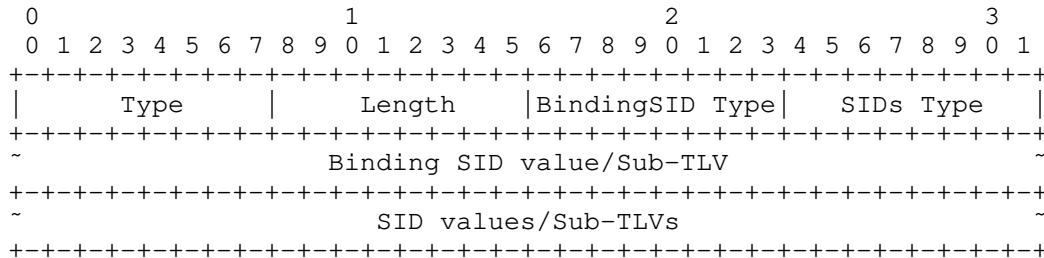 0                   1                   2                   3
 0 1 2 3 4 5 6 7 8 9 0 1 2 3 4 5 6 7 8 9 0 1 2 3 4 5 6 7 8 9 0 1
+-+-+-+-+-+-+-+-+-+-+-+-+-+-+-+-+-+-+-+-+-+-+-+-+-+-+-+-+-+-+-+-+
|      Type     |     Length    |BindingSID Type|   SIDs Type   |
+-+-+-+-+-+-+-+-+-+-+-+-+-+-+-+-+-+-+-+-+-+-+-+-+-+-+-+-+-+-+-+-+
~                   Binding SID value/Sub-TLV                   ~
+-+-+-+-+-+-+-+-+-+-+-+-+-+-+-+-+-+-+-+-+-+-+-+-+-+-+-+-+-+-+-+-+
~                      SID values/Sub-TLVs                      ~
+-+-+-+-+-+-+-+-+-+-+-+-+-+-+-+-+-+-+-+-+-+-+-+-+-+-+-+-+-+-+-+-+